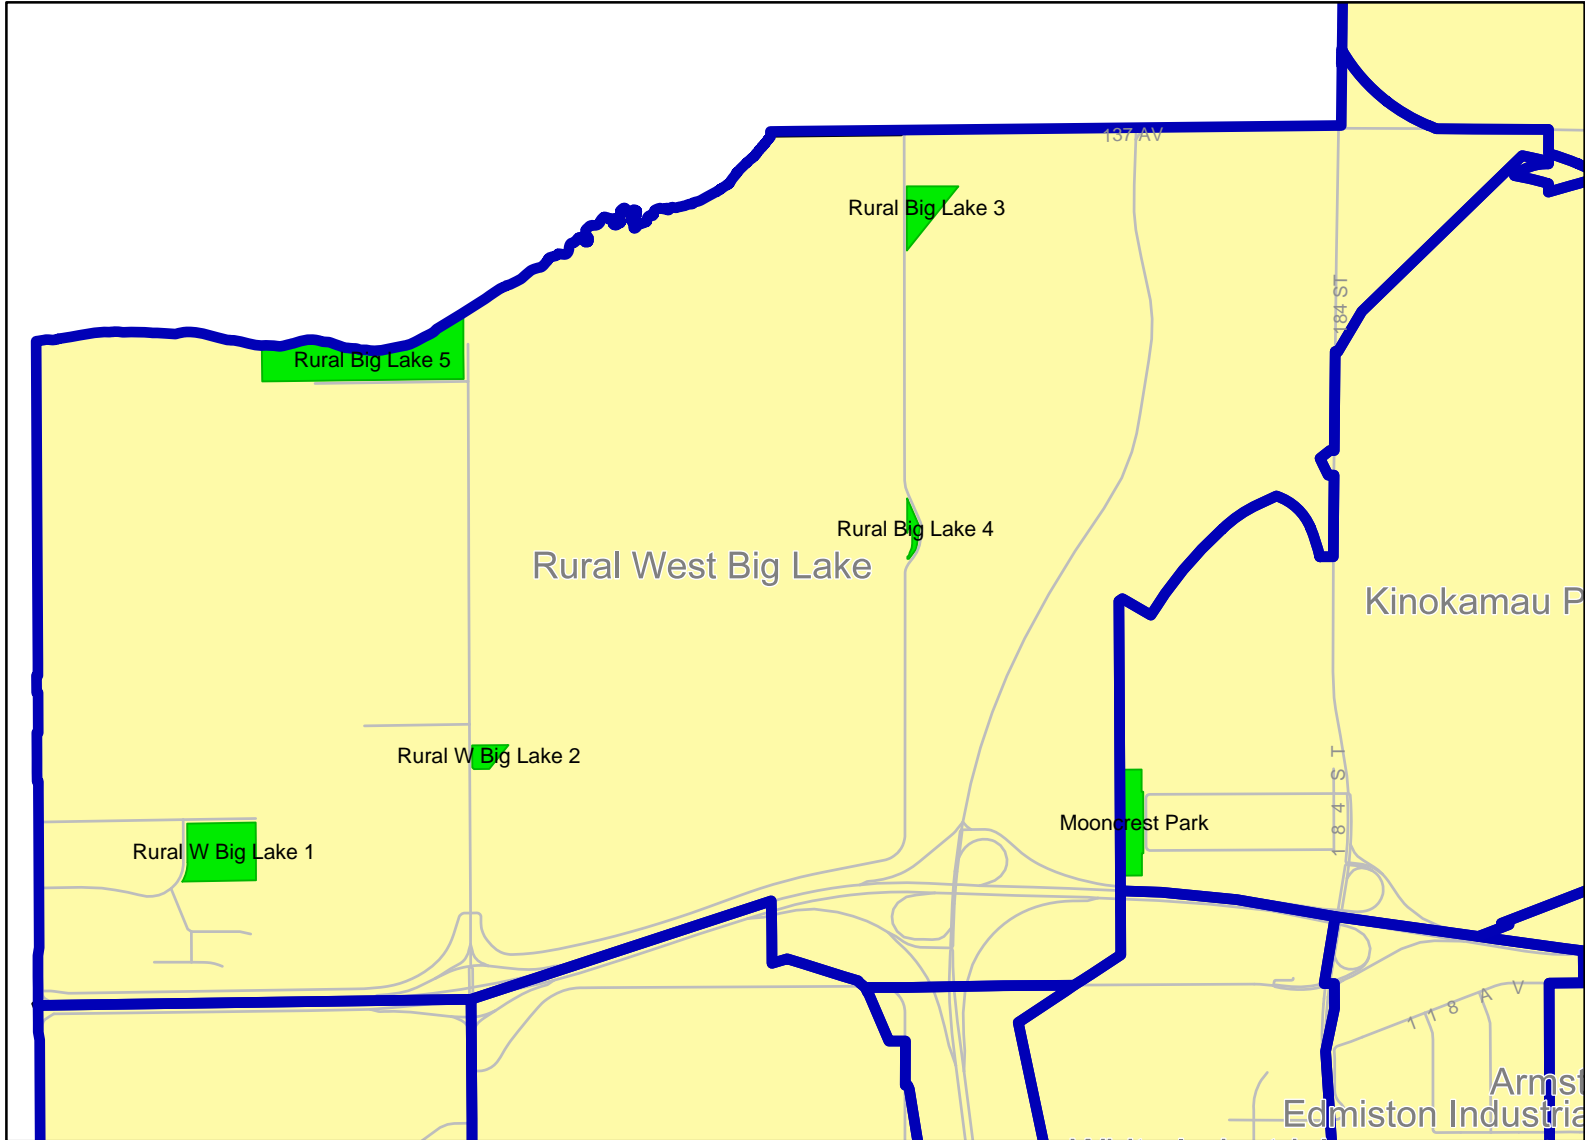 137 AV
Rural Big Lake 3
184 ST
Rural Big Lake 5
Rural Big Lake 4
Rural West Big Lake
Kinokamau P
Rural W Big Lake 2
184 ST
Mooncrest Park
Rural W Big Lake 1
118 AV
Armst
Edmiston Industria